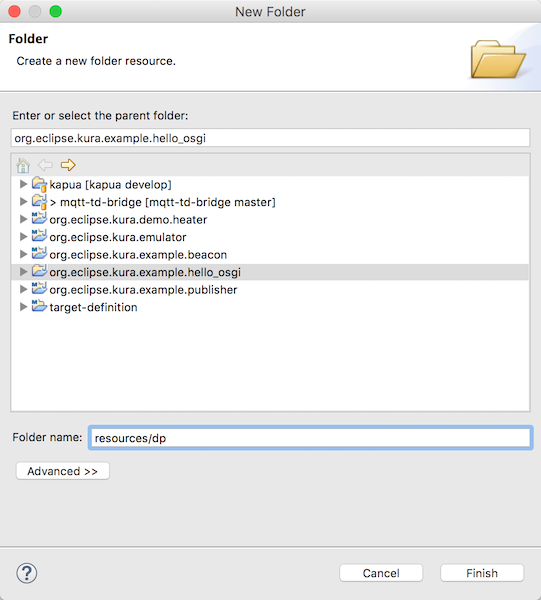 New Folder
Folder
Create a new folder resource.
Enter or select the parent folder:
org.eclipse.kura.example.hello_osgi
kapua [kapua develop]
> mqtt-td-bridge [mqtt-td-bridge master]
org.eclipse.kura.demo.heater
org.eclipse.kura.emulator
org.eclipse.kura.example.beacon
org.eclipse.kura.example.hello_osgi
org.eclipse.kura.example.publisher
target-definition
Folder name: resources/dp
Advanced >>
? Cancel Finish